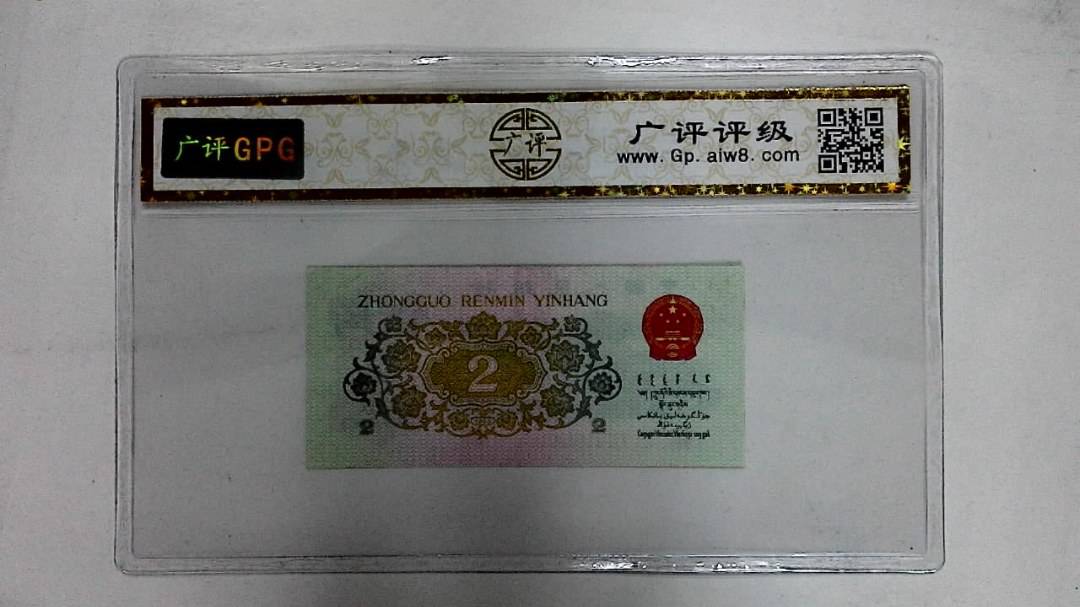 广评GPG
广评
广评评级
www. Gp. aiw8. com
ZHONGGUO RENMIN YINHANG
2
2
2